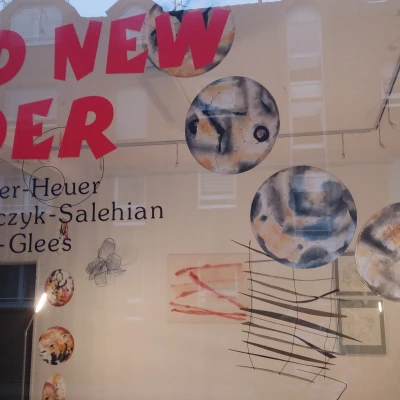 D NEW
DER
er-Heuer
czyk-Salehian
-Glees